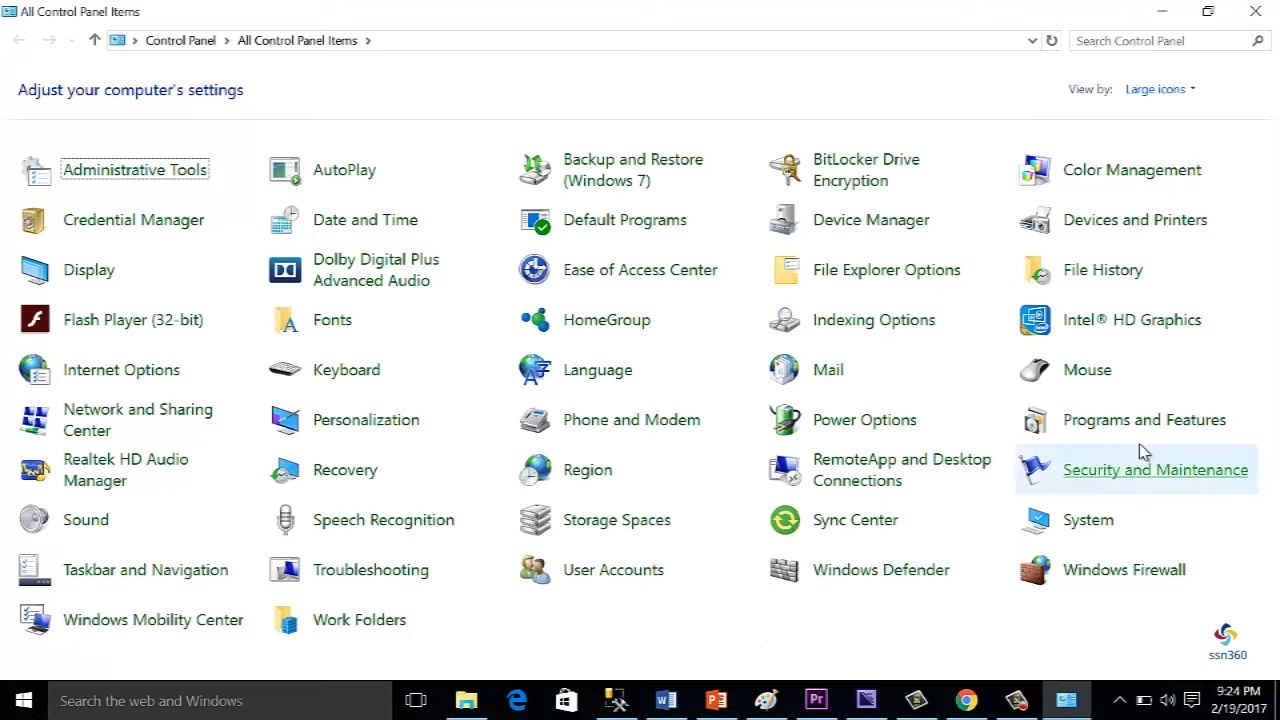 All Control Panel Items
Control Panel > All Control Panel Items >
Search Control Panel
Adjust your computer's settings
View by: Large icons
Administrative Tools
AutoPlay
Backup and Restore
(Windows 7)
BitLocker Drive
Encryption
Color Management
Credential Manager
Date and Time
Default Programs
Device Manager
Devices and Printers
Display
Dolby Digital Plus
Advanced Audio
Ease of Access Center
File Explorer Options
File History
Flash Player (32-bit)
Fonts
HomeGroup
Indexing Options
Intel® HD Graphics
Internet Options
Keyboard
Language
Mail
Mouse
Network and Sharing
Center
Personalization
Phone and Modem
Power Options
Programs and Features
Realtek HD Audio
Manager
Recovery
Region
RemoteApp and Desktop
Connections
Security and Maintenance
Sound
Speech Recognition
Storage Spaces
Sync Center
System
Taskbar and Navigation
Troubleshooting
User Accounts
Windows Defender
Windows Firewall
Windows Mobility Center
Work Folders
ssn360
Search the web and Windows
9:24 PM
2/19/2017